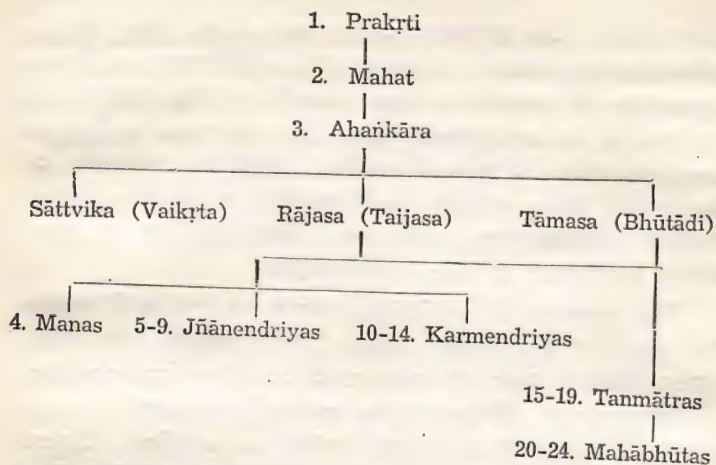 1. Prakṛti
2. Mahat
3. Ahaṅkāra
Sāttvika (Vaikṛta) Rājasa (Taijasa) Tāmasa (Bhūtādi)
4. Manas 5-9. Jñānendriyas 10-14. Karmendriyas
15-19. Tanmātras
20-24. Mahābhūtas